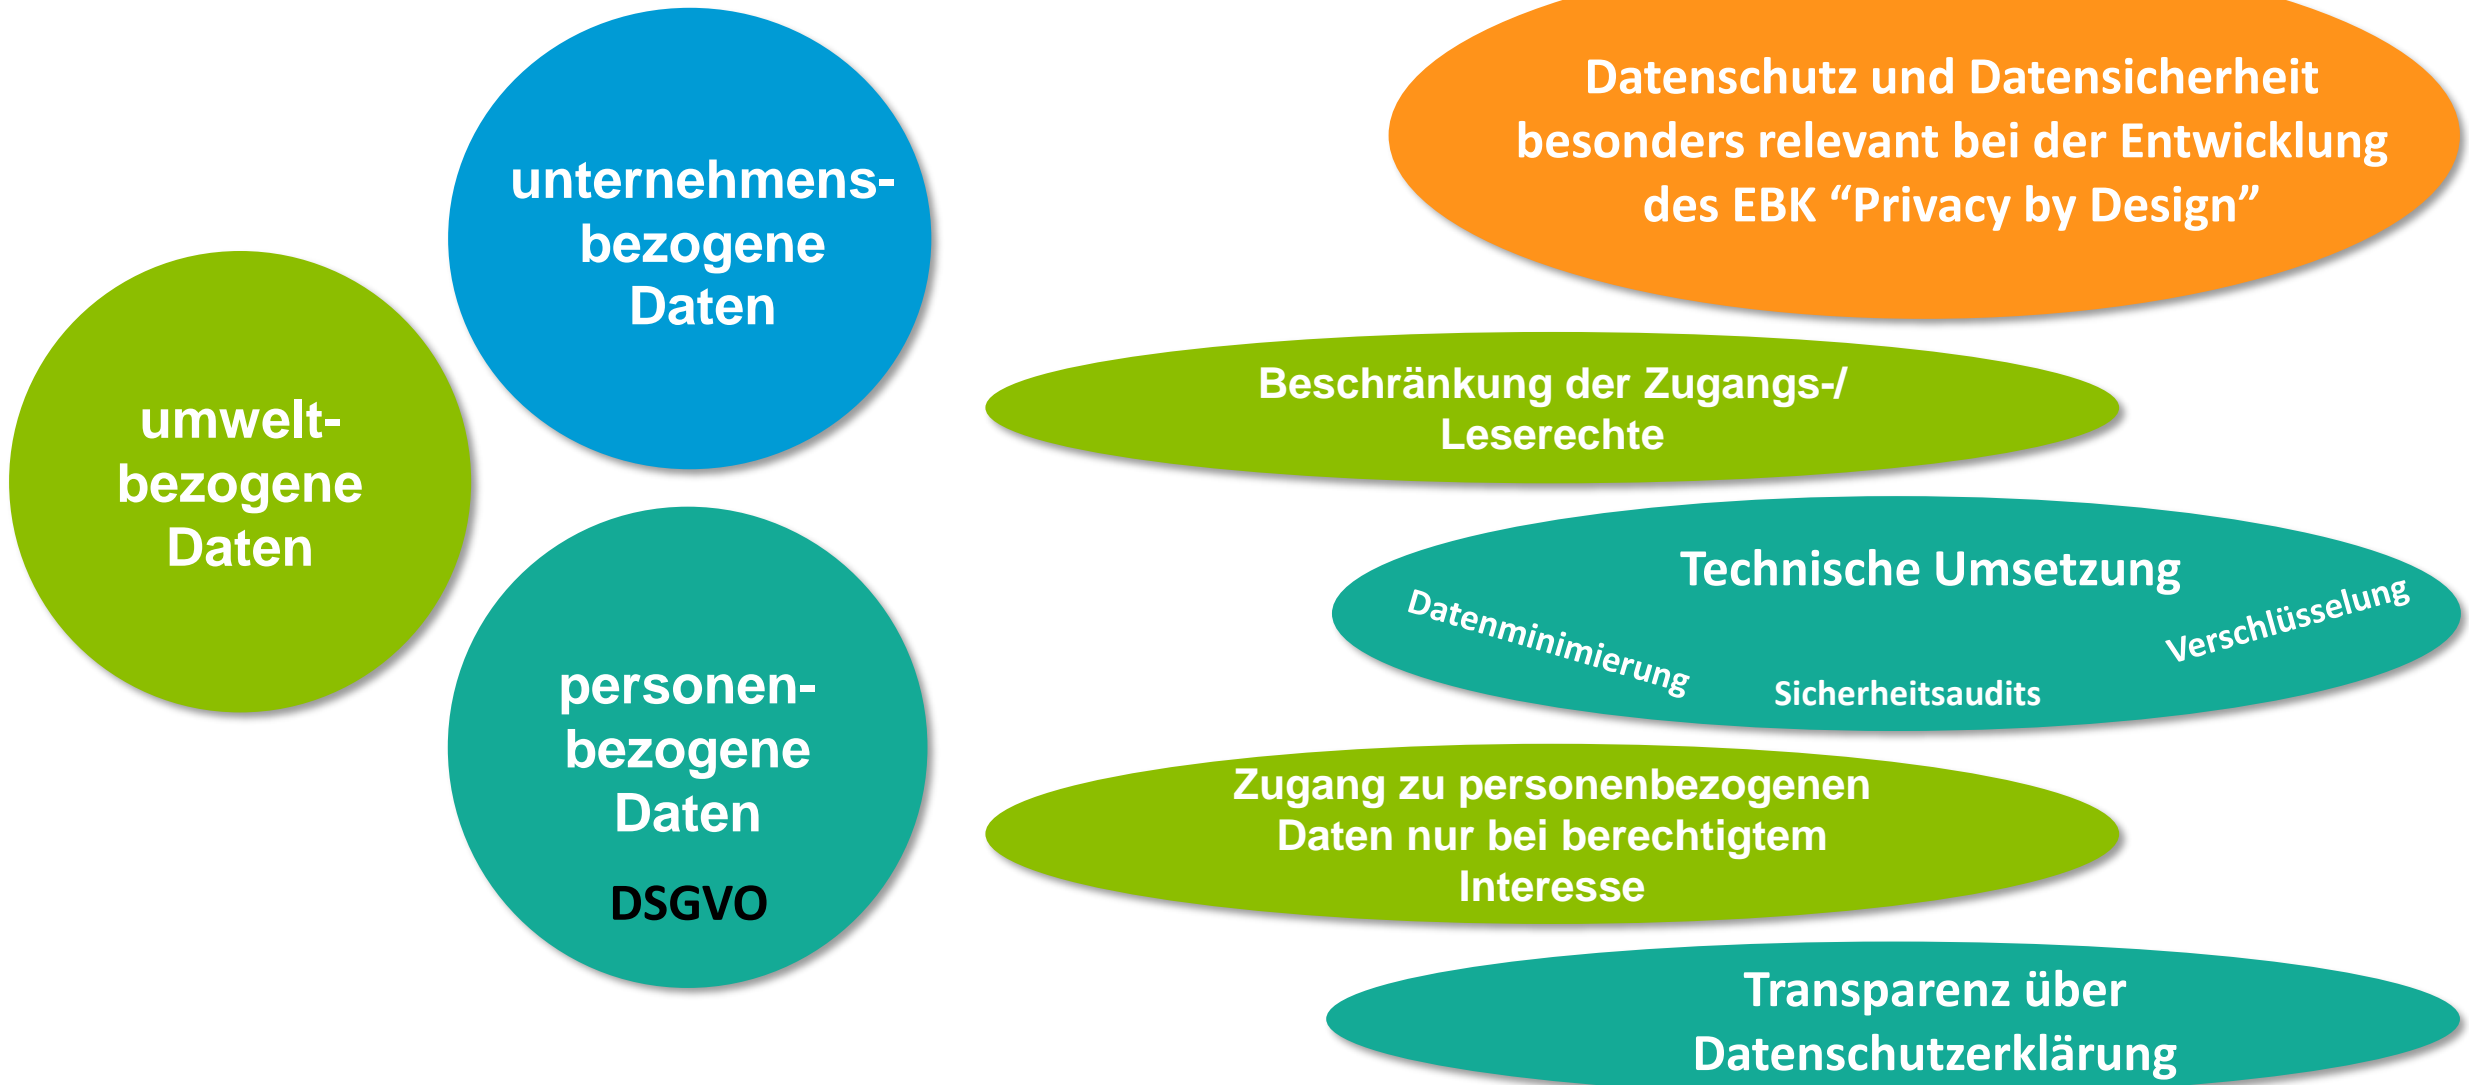 unternehmens-
bezogene
Daten
umwelt-
bezogene
Daten
personen-
bezogene
Daten
DSGVO
Datenschutz und Datensicherheit
besonders relevant bei der Entwicklung
des EBK “Privacy by Design”
Beschränkung der Zugangs-/
Leserechte
Technische Umsetzung
Datenminimierung
Sicherheitsaudits
Verschlüsselung
Zugang zu personenbezogenen
Daten nur bei berechtigtem
Interesse
Transparenz über
Datenschutzerklärung